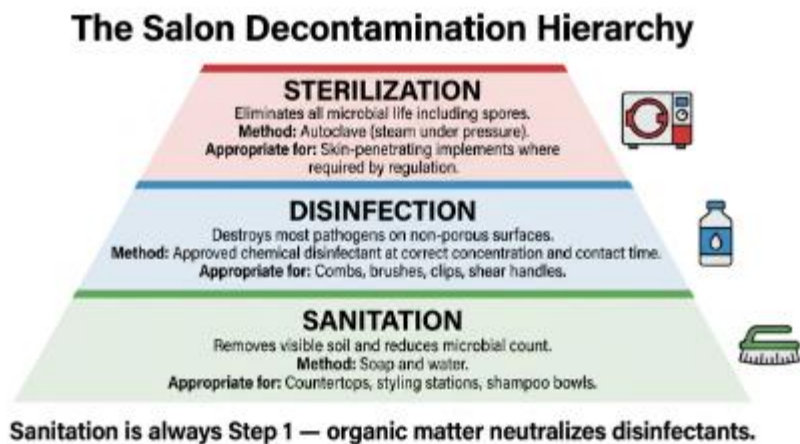 The Salon Decontamination Hierarchy
STERILIZATION
Eliminates all microbial life including spores.
Method: Autoclave (steam under pressure).
Appropriate for: Skin-penetrating implements where
required by regulation.
DISINFECTION
Destroys most pathogens on non-porous surfaces.
Method: Approved chemical disinfectant at correct concentration and contact time.
Appropriate for: Combs, brushes, clips, shear handles.
SANITATION
Removes visible soil and reduces microbial count.
Method: Soap and water.
Appropriate for: Countertops, styling stations, shampoo bowls.
Sanitation is always Step 1 — organic matter neutralizes disinfectants.